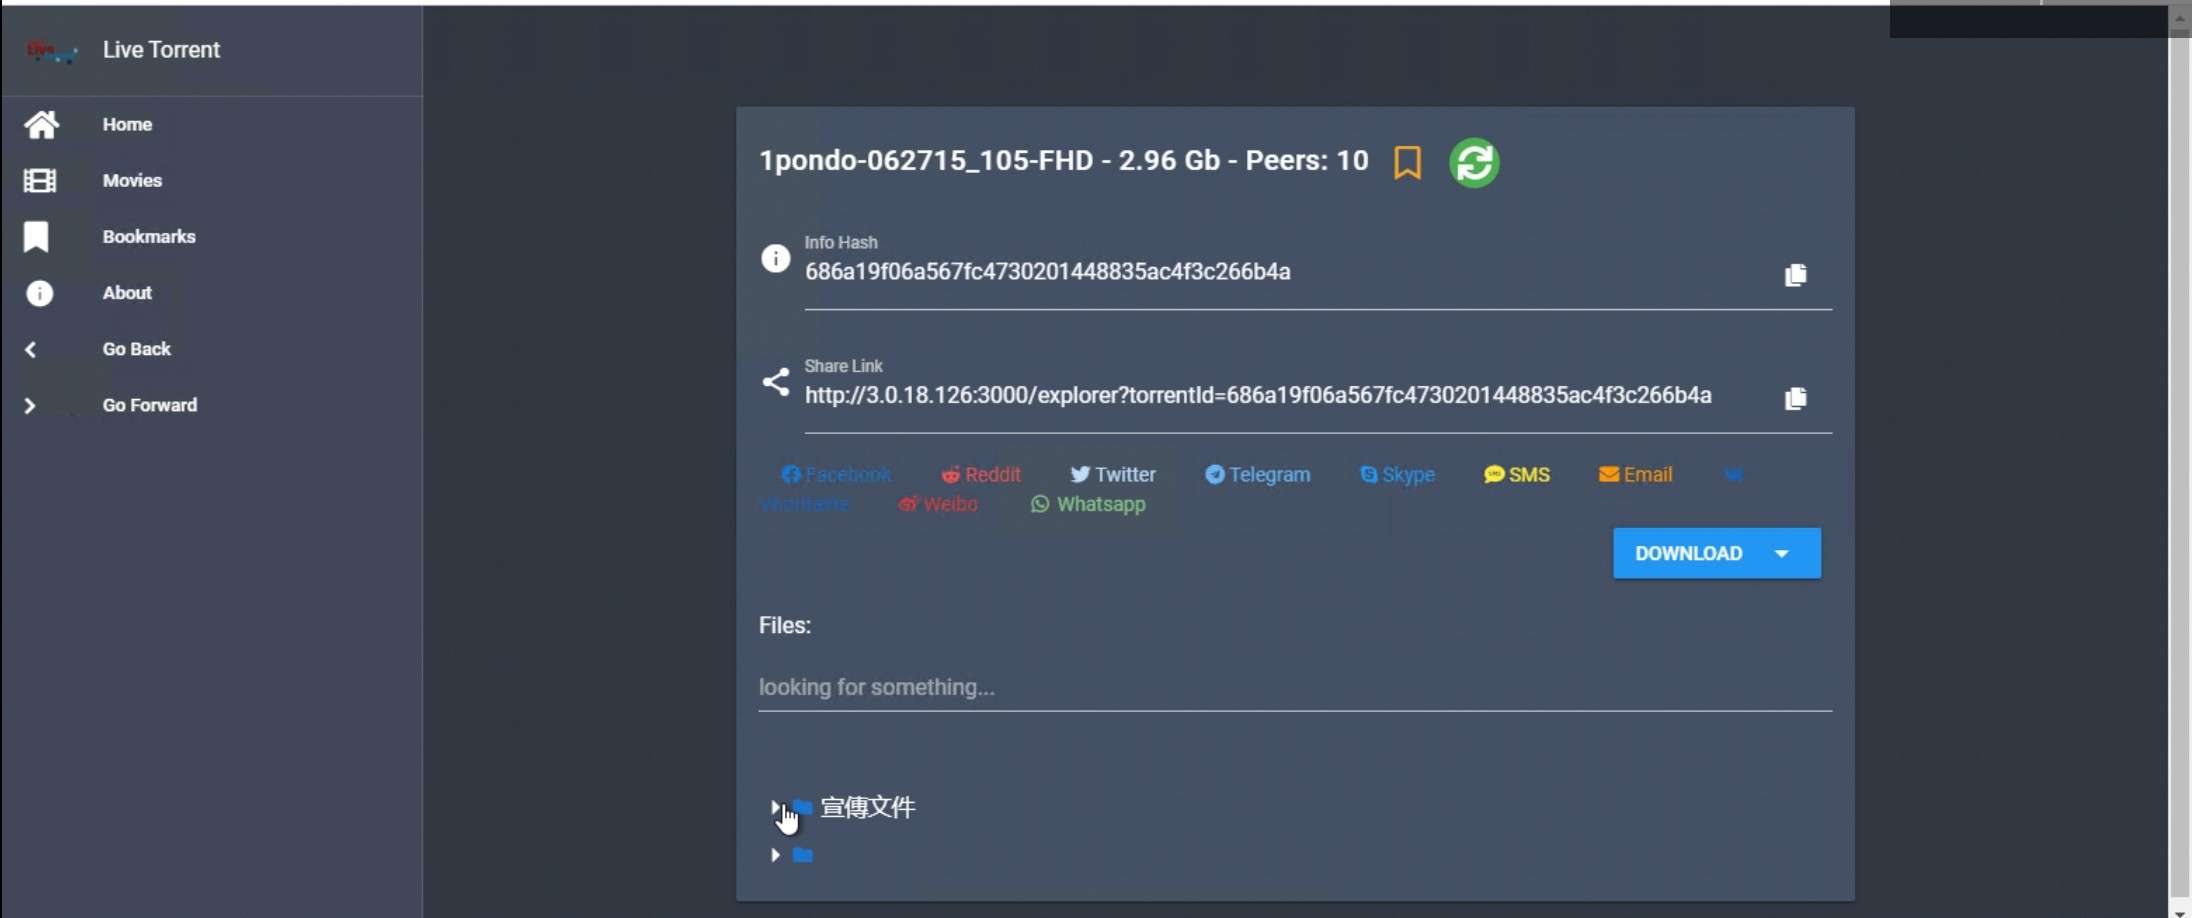 Live Torrent
Home
Movies
Bookmarks
About
Go Back
Go Forward
1pondo-062715_105-FHD - 2.96 Gb - Peers: 10
Info Hash
686a19f06a567fc4730201448835ac4f3c266b4a
Share Link
http://3.0.18.126:3000/explorer?torrentId=686a19f06a567fc4730201448835ac4f3c266b4a
Facebook Reddit Twitter Telegram Skype SMS Email
Weibo Whatsapp
DOWNLOAD
Files:
looking for something...
宣傳文件